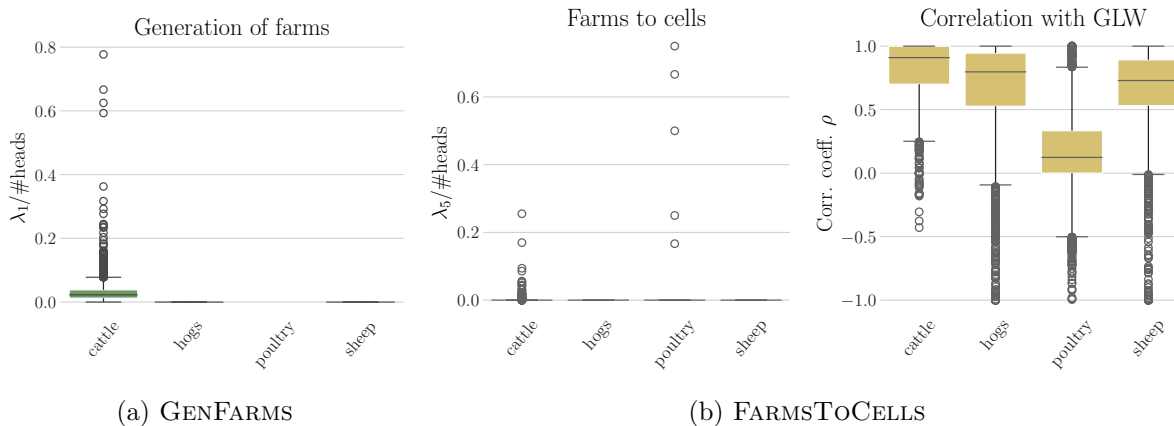 Generation of farms
λ₁/#heads
0.8
0.6
0.4
0.2
0.0
cattle
hogs
poultry
sheep
(a) GENFARMS
Farms to cells
λ₅/#heads
0.6
0.4
0.2
0.0
cattle
hogs
poultry
sheep
Correlation with GLW
Corr. coeff. ρ
1.0
0.5
0.0
−0.5
−1.0
cattle
hogs
poultry
sheep
(b) FARMSTOCELLS